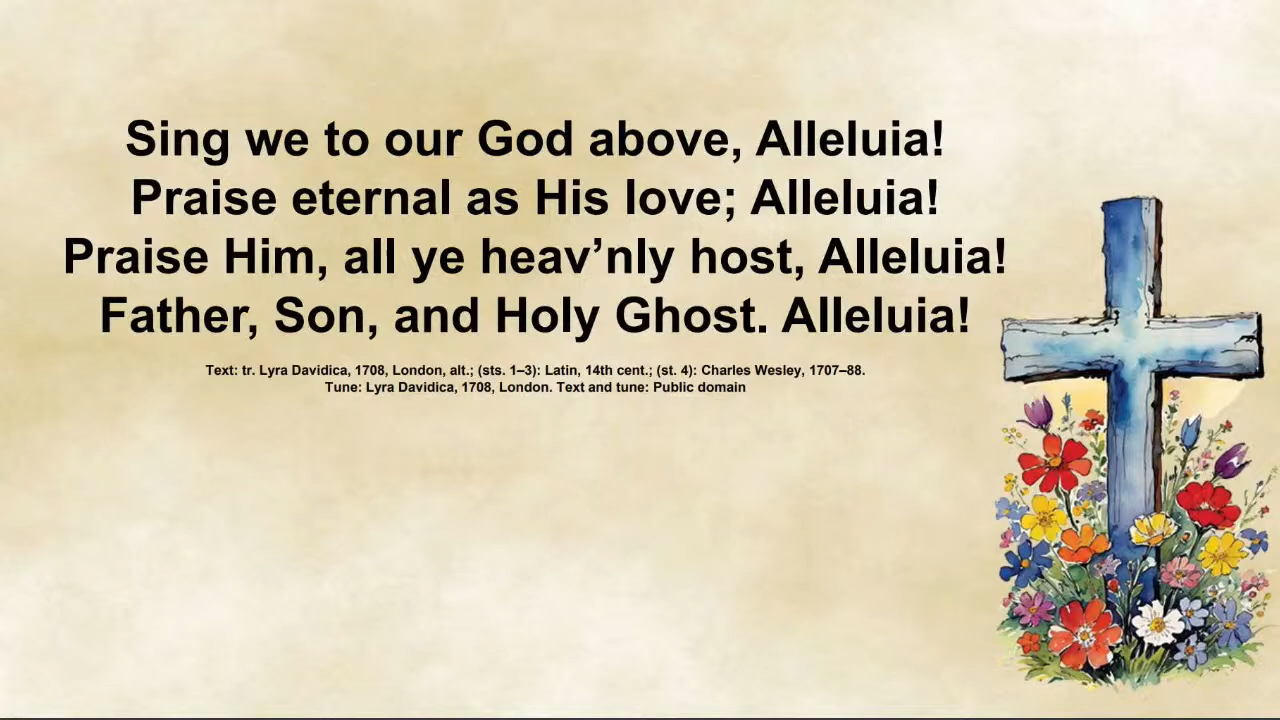 Sing we to our God above, Alleluia!
Praise eternal as His love; Alleluia!
Praise Him, all ye heav’nly host, Alleluia!
Father, Son, and Holy Ghost. Alleluia!
Text: tr. Lyra Davidica, 1708, London, alt.; (sts. 1–3): Latin, 14th cent.; (st. 4): Charles Wesley, 1707–88.
Tune: Lyra Davidica, 1708, London. Text and tune: Public domain